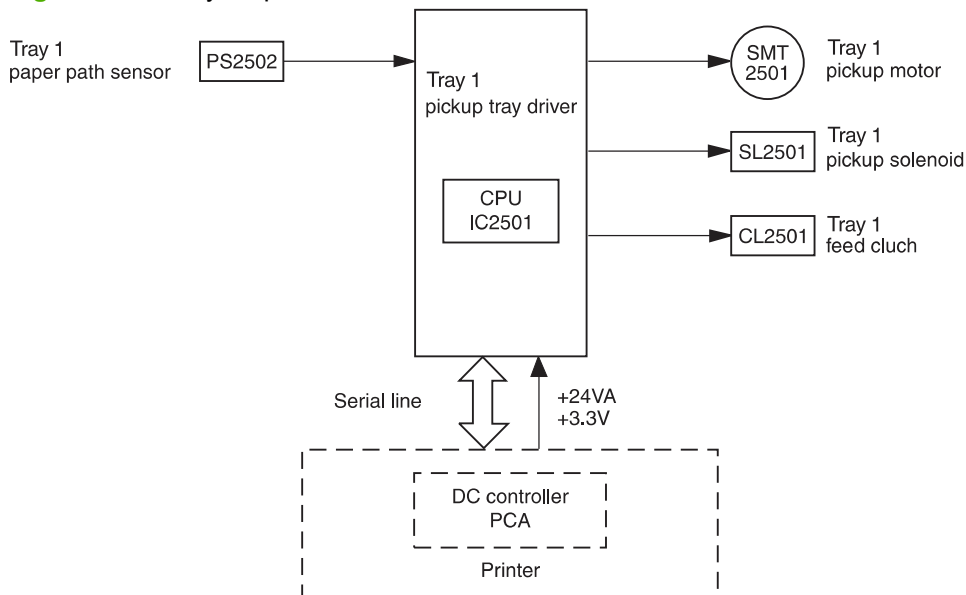 Tray 1
paper path sensor
PS2502
Tray 1
pickup tray driver
CPU
IC2501
SMT
2501
Tray 1
pickup motor
SL2501
Tray 1
pickup solenoid
CL2501
Tray 1
feed cluch
Serial line
+24VA
+3.3V
DC controller
PCA
Printer